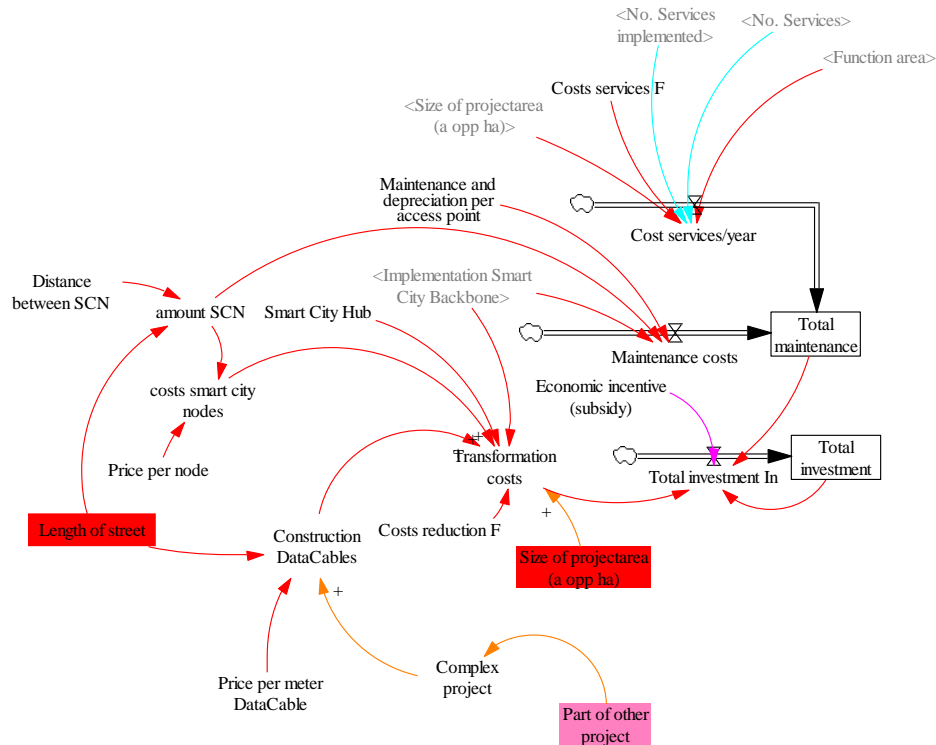 <No. Services
implemented>
<No. Services>
<Function area>
Costs services F
<Size of projectarea
(a opp ha)>
Maintenance and
depreciation per
access point
Cost services/year
<Implementation Smart
City Backbone>
Distance
between SCN
amount SCN
Smart City Hub
Total
maintenance
Maintenance costs
costs smart city
nodes
Economic incentive
(subsidy)
Price per node
+
+
Transformation
costs
Total investment In
Total
investment
Length of street
Construction
DataCables
Costs reduction F
+
Size of projectarea
(a opp ha)
+
Price per meter
DataCable
Complex
project
Part of other
project